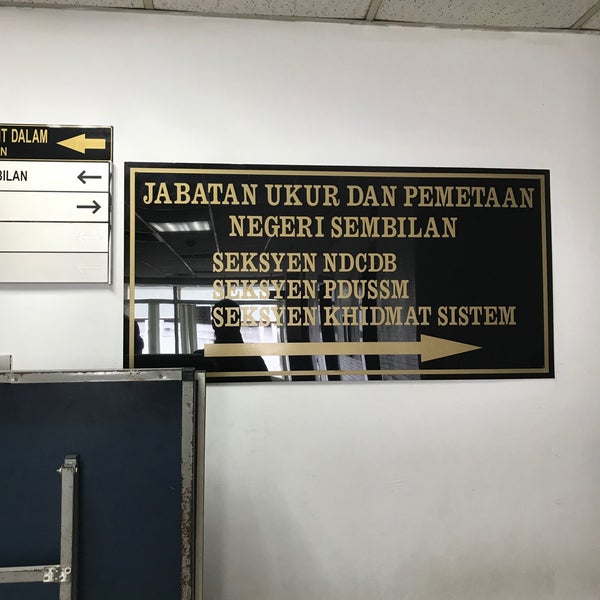 T DALAM
N
BILAN
JABATAN UKUR DAN PEMETAAN
NEGERI SEMBILAN
SEKSYEN NDCDB
SEKSYEN PDUSSM
SEKSYEN KHIDMAT SISTEM